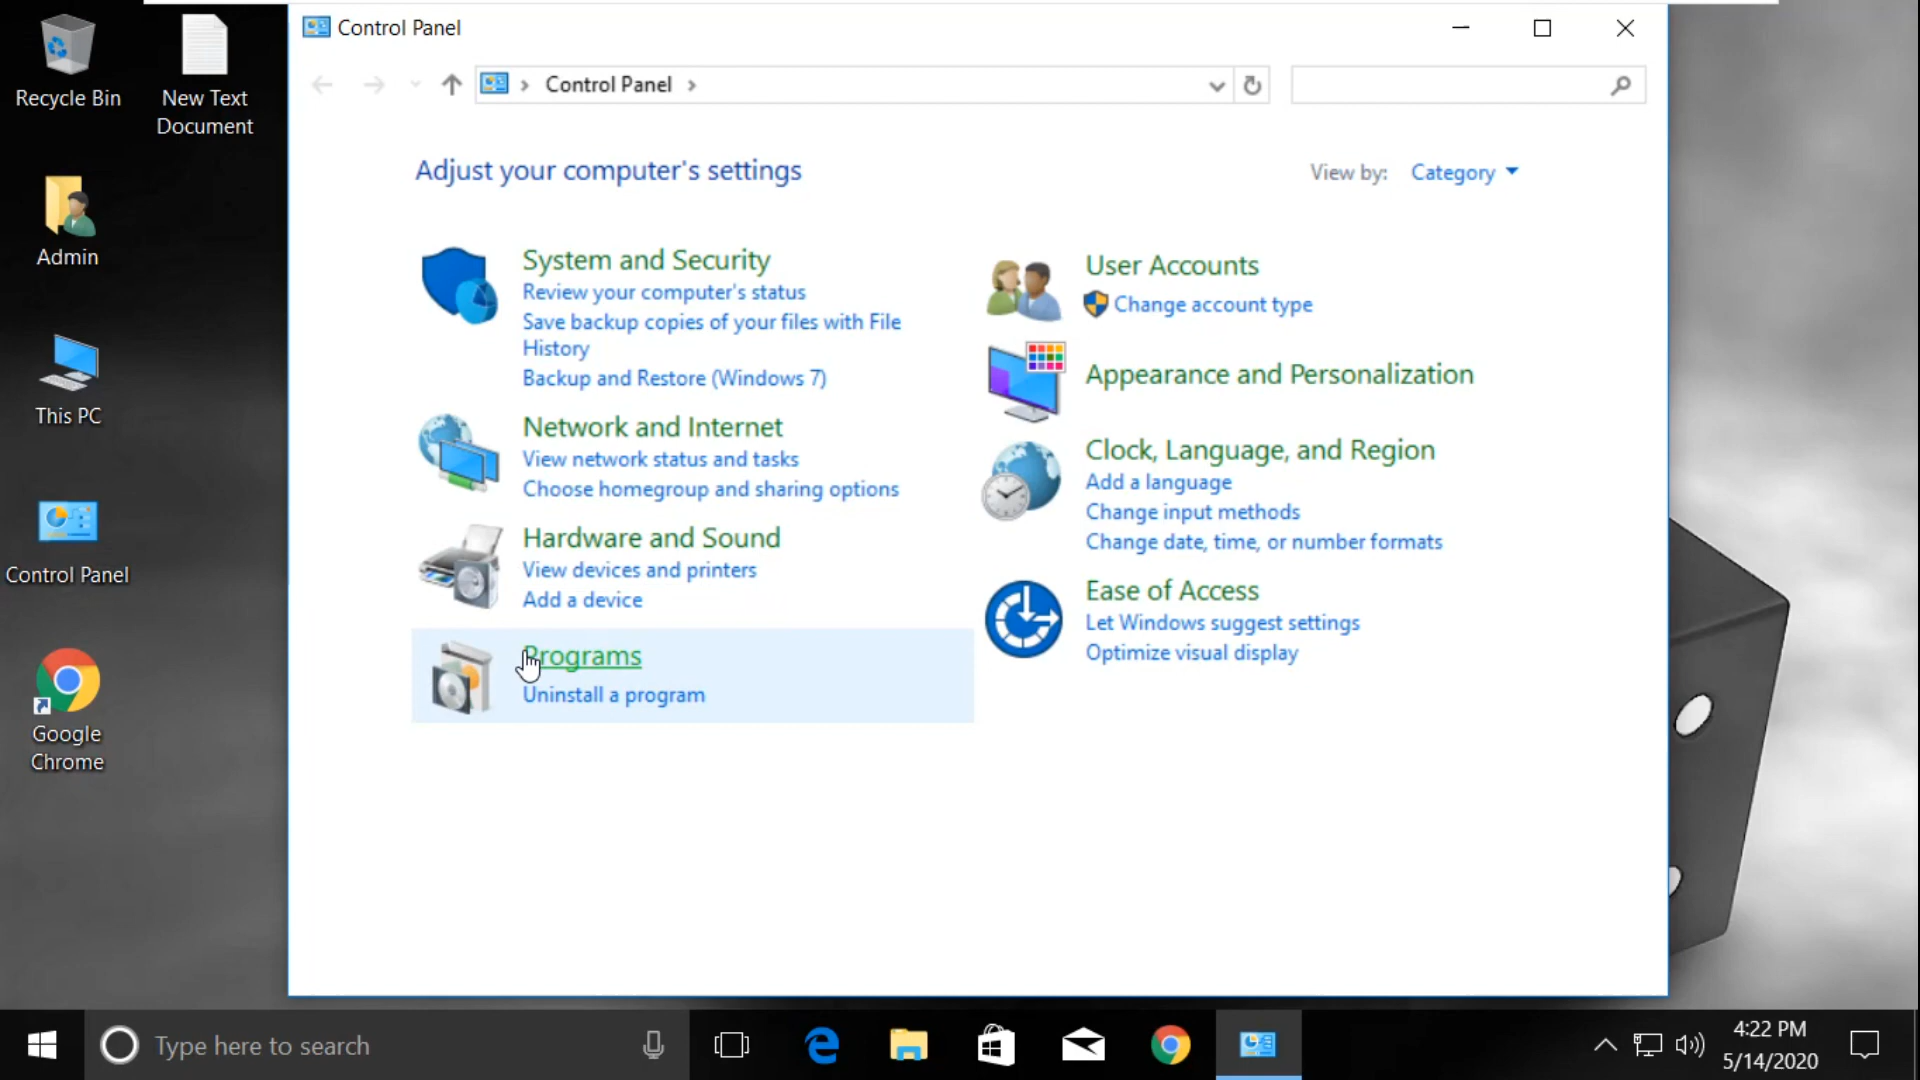 Recycle Bin
New Text
Document
Admin
This PC
Control Panel
Google
Chrome
Control Panel
Control Panel
Adjust your computer's settings
View by: Category
System and Security
Review your computer's status
Save backup copies of your files with File
History
Backup and Restore (Windows 7)
Network and Internet
View network status and tasks
Choose homegroup and sharing options
Hardware and Sound
View devices and printers
Add a device
Programs
Uninstall a program
User Accounts
Change account type
Appearance and Personalization
Clock, Language, and Region
Add a language
Change input methods
Change date, time, or number formats
Ease of Access
Let Windows suggest settings
Optimize visual display
Type here to search
4:22 PM
5/14/2020